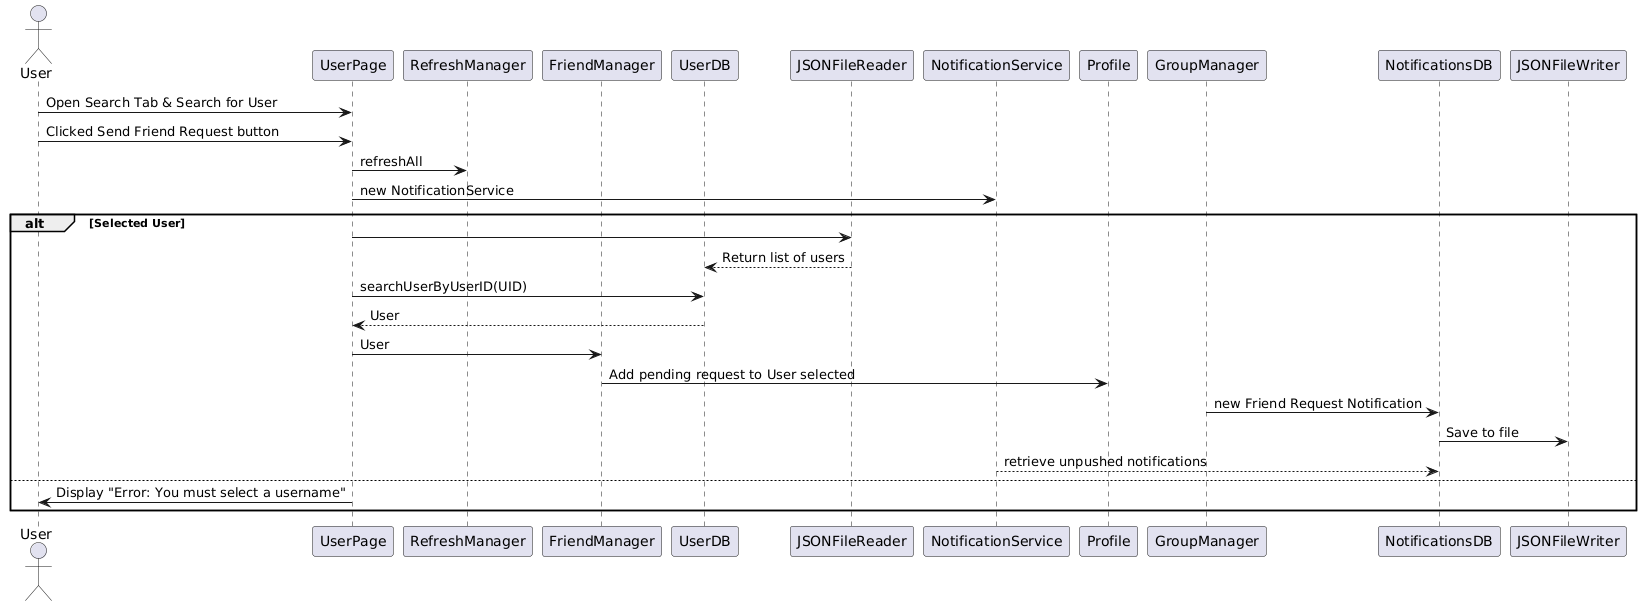 User
UserPage
RefreshManager
FriendManager
UserDB
JSONFileReader
NotificationService
Profile
GroupManager
NotificationsDB
JSONFileWriter
Open Search Tab & Search for User
Clicked Send Friend Request button
refreshAll
new NotificationService
alt [Selected User]
Return list of users
searchUserByUserID(UID)
User
User
Add pending request to User selected
new Friend Request Notification
Save to file
retrieve unpushed notifications
Display "Error: You must select a username"
User
UserPage
RefreshManager
FriendManager
UserDB
JSONFileReader
NotificationService
Profile
GroupManager
NotificationsDB
JSONFileWriter